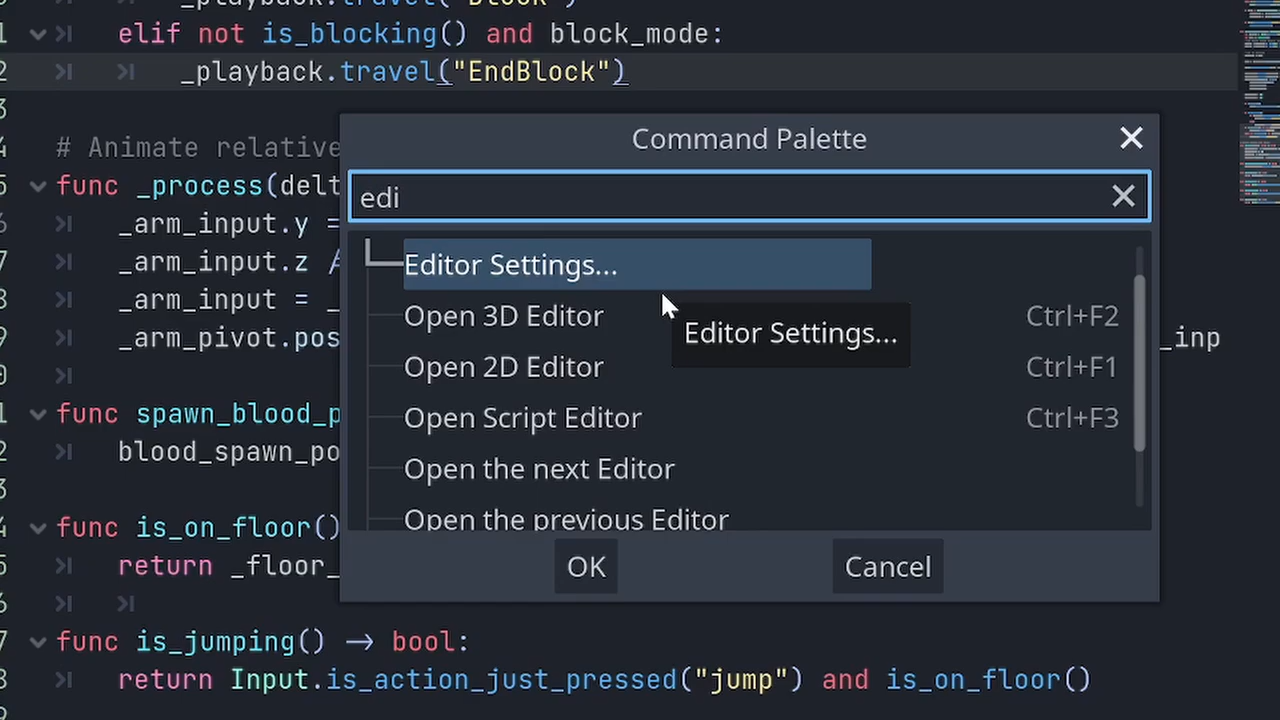 _playback.travel("Block")
elif not is_blocking() and block_mode:
_playback.travel("EndBlock")
# Animate relative
func _process(delt
_arm_input.y =
_arm_input.z
_arm_input = _
_arm_pivot.pos
_inp
func spawn_blood_p
blood_spawn_po
func is_on_floor()
return _floor_
func is_jumping() -> bool:
return Input.is_action_just_pressed("jump") and is_on_floor()
Command Palette
edi
Editor Settings...
Open 3D Editor Ctrl+F2
Editor Settings...
Open 2D Editor Ctrl+F1
Open Script Editor Ctrl+F3
Open the next Editor
Open the previous Editor
OK Cancel